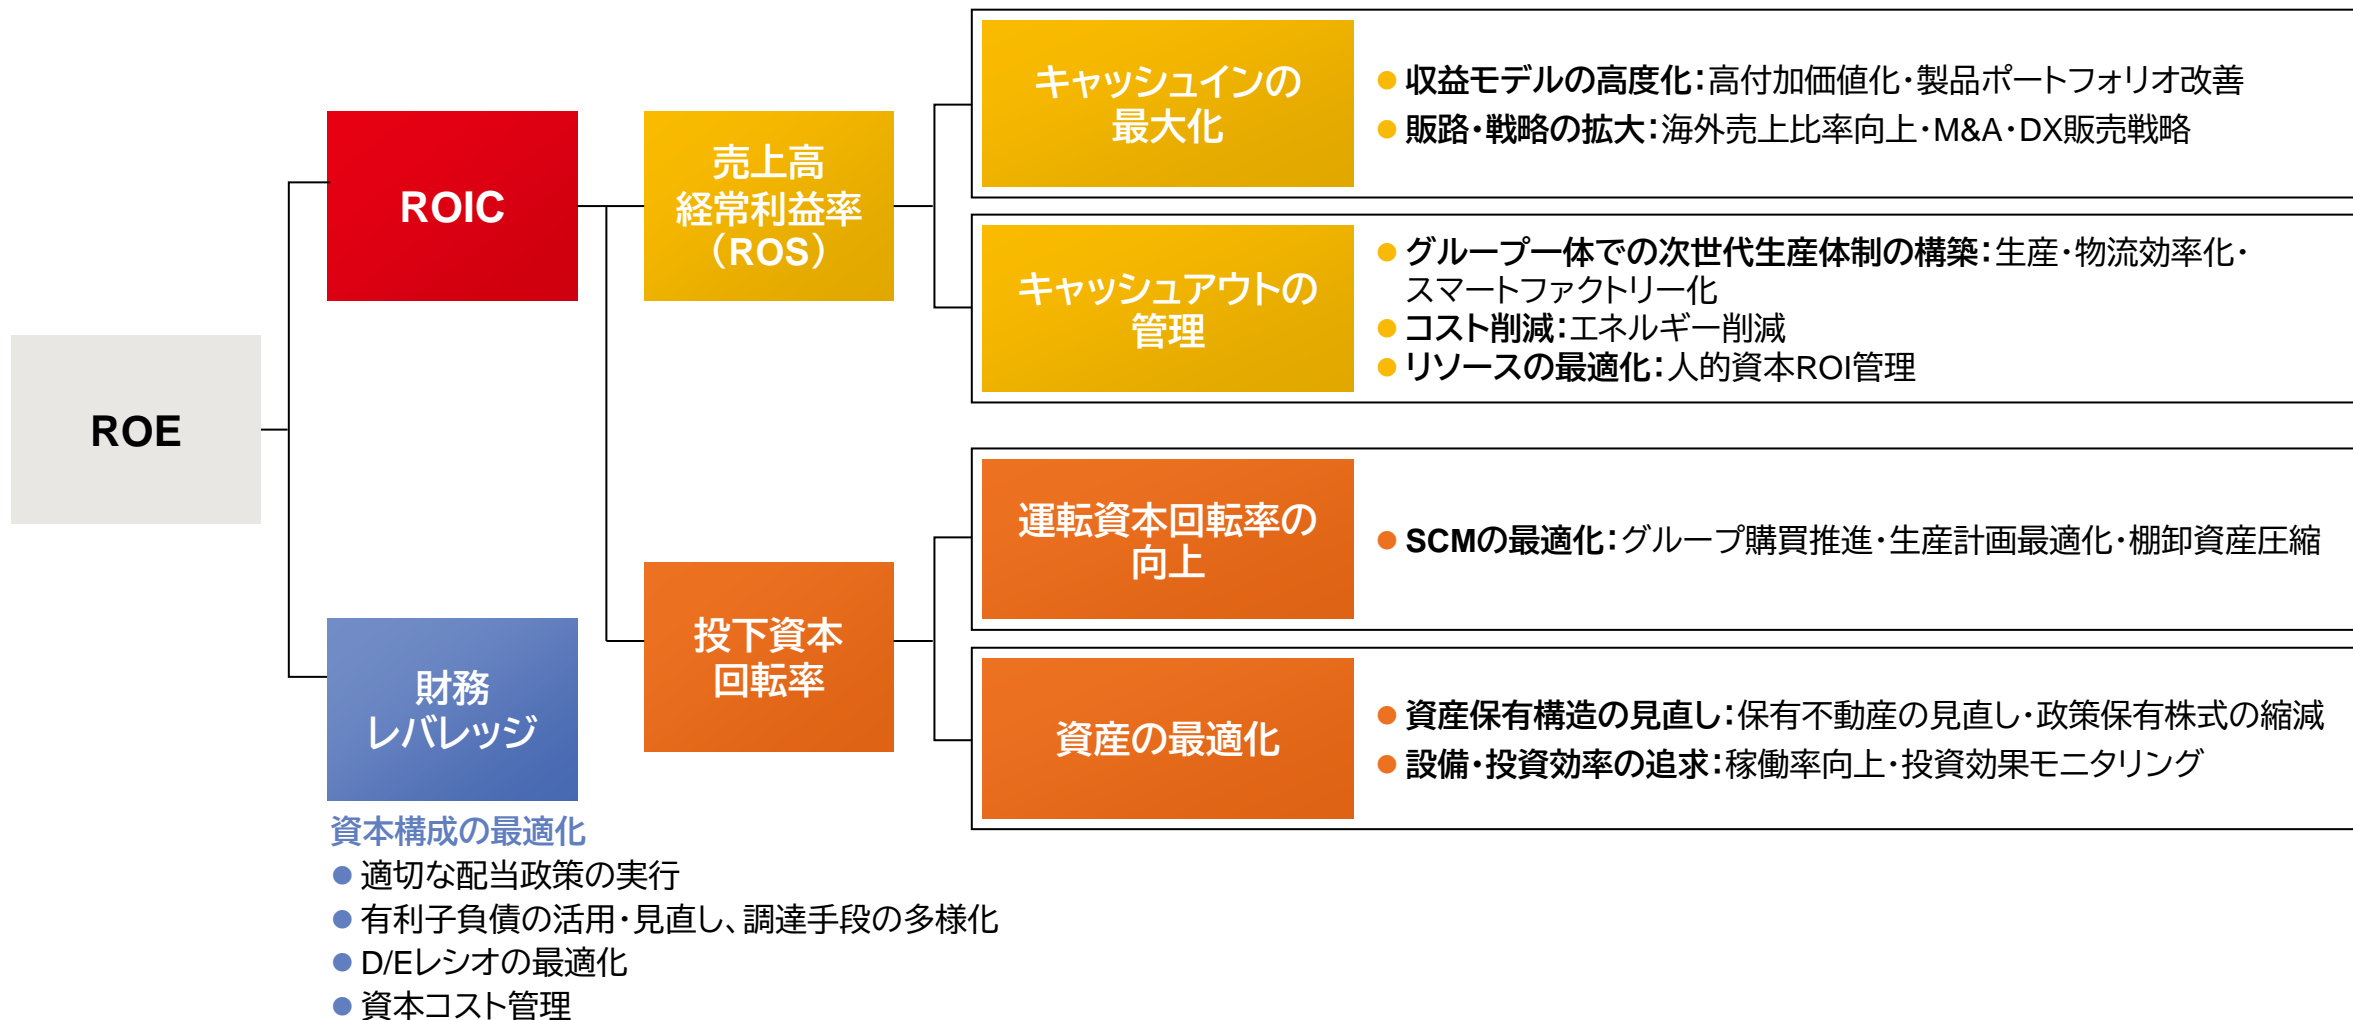 ROE
ROIC
財務
レバレッジ
資本構成の最適化
●適切な配当政策の実行
●有利子負債の活用・見直し、調達手段の多様化
●D/Eレシオの最適化
●資本コスト管理
売上高
経常利益率
（ROS）
キャッシュインの
最大化
●収益モデルの高度化：高付加価値化・製品ポートフォリオ改善
●販路・戦略の拡大：海外売上比率向上・M&A・DX販売戦略
キャッシュアウトの
管理
●グループ一体での次世代生産体制の構築：生産・物流効率化・
スマートファクトリー化
●コスト削減：エネルギー削減
●リソースの最適化：人的資本ROI管理
投下資本
回転率
運転資本回転率の
向上
●SCMの最適化：グループ購買推進・生産計画最適化・棚卸資産圧縮
資産の最適化
●資産保有構造の見直し：保有不動産の見直し・政策保有株式の縮減
●設備・投資効率の追求：稼働率向上・投資効果モニタリング